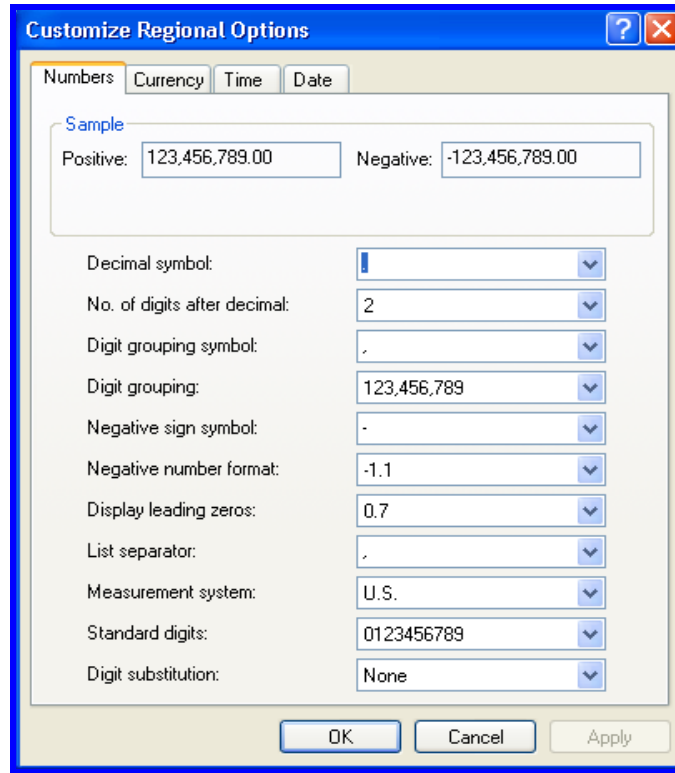 Customize Regional Options
Numbers Currency Time Date
Sample
Positive: 123,456,789.00 Negative: -123,456,789.00
Decimal symbol: .
No. of digits after decimal: 2
Digit grouping symbol: ,
Digit grouping: 123,456,789
Negative sign symbol: -
Negative number format: -1.1
Display leading zeros: 0.7
List separator: ,
Measurement system: U.S.
Standard digits: 0123456789
Digit substitution: None
OK Cancel Apply